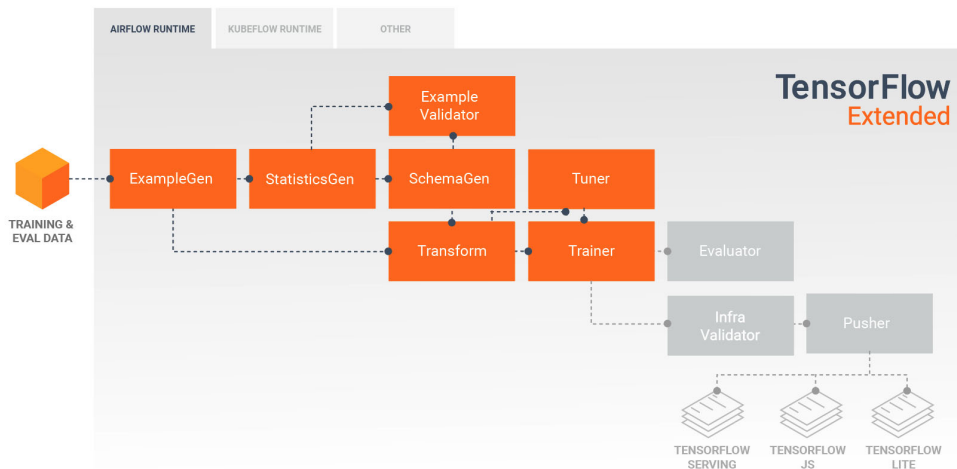 AIRFLOW RUNTIME
KUBEFLOW RUNTIME
OTHER
TensorFlow
Extended
Example
Validator
ExampleGen
StatisticsGen
SchemaGen
Tuner
TRAINING &
EVAL DATA
Transform
Trainer
Evaluator
Infra
Validator
Pusher
TENSORFLOW
SERVING
TENSORFLOW
JS
TENSORFLOW
LITE